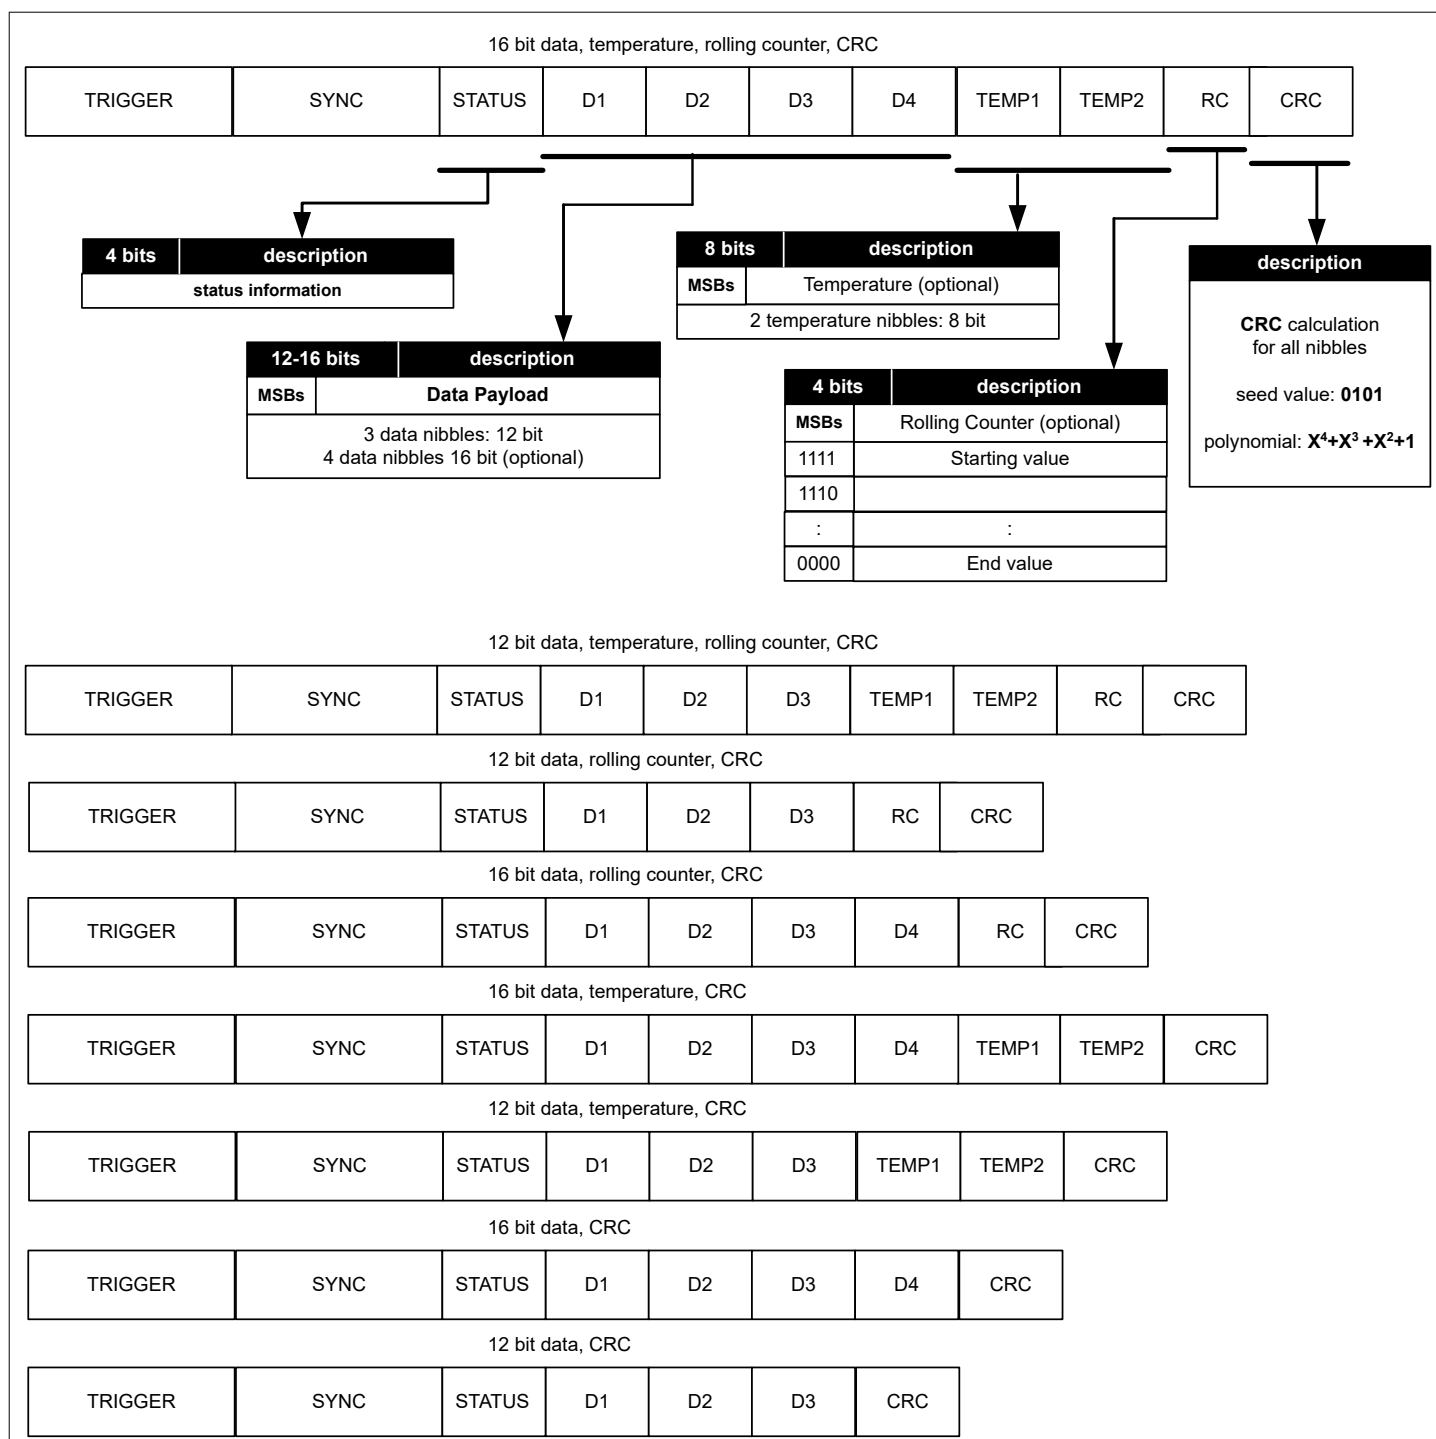 16 bit data, temperature, rolling counter, CRC
TRIGGER SYNC STATUS D1 D2 D3 D4 TEMP1 TEMP2 RC CRC
4 bits description
status information
12-16 bits description
MSBs Data Payload
3 data nibbles: 12 bit
4 data nibbles 16 bit (optional)
8 bits description
MSBs Temperature (optional)
2 temperature nibbles: 8 bit
4 bits description
MSBs Rolling Counter (optional)
1111 Starting value
1110
: :
0000 End value
description
CRC calculation
for all nibbles
seed value: 0101
polynomial: X⁴+X³ +X²+1
12 bit data, temperature, rolling counter, CRC
TRIGGER SYNC STATUS D1 D2 D3 TEMP1 TEMP2 RC CRC
12 bit data, rolling counter, CRC
TRIGGER SYNC STATUS D1 D2 D3 RC CRC
16 bit data, rolling counter, CRC
TRIGGER SYNC STATUS D1 D2 D3 D4 RC CRC
16 bit data, temperature, CRC
TRIGGER SYNC STATUS D1 D2 D3 D4 TEMP1 TEMP2 CRC
12 bit data, temperature, CRC
TRIGGER SYNC STATUS D1 D2 D3 TEMP1 TEMP2 CRC
16 bit data, CRC
TRIGGER SYNC STATUS D1 D2 D3 D4 CRC
12 bit data, CRC
TRIGGER SYNC STATUS D1 D2 D3 CRC